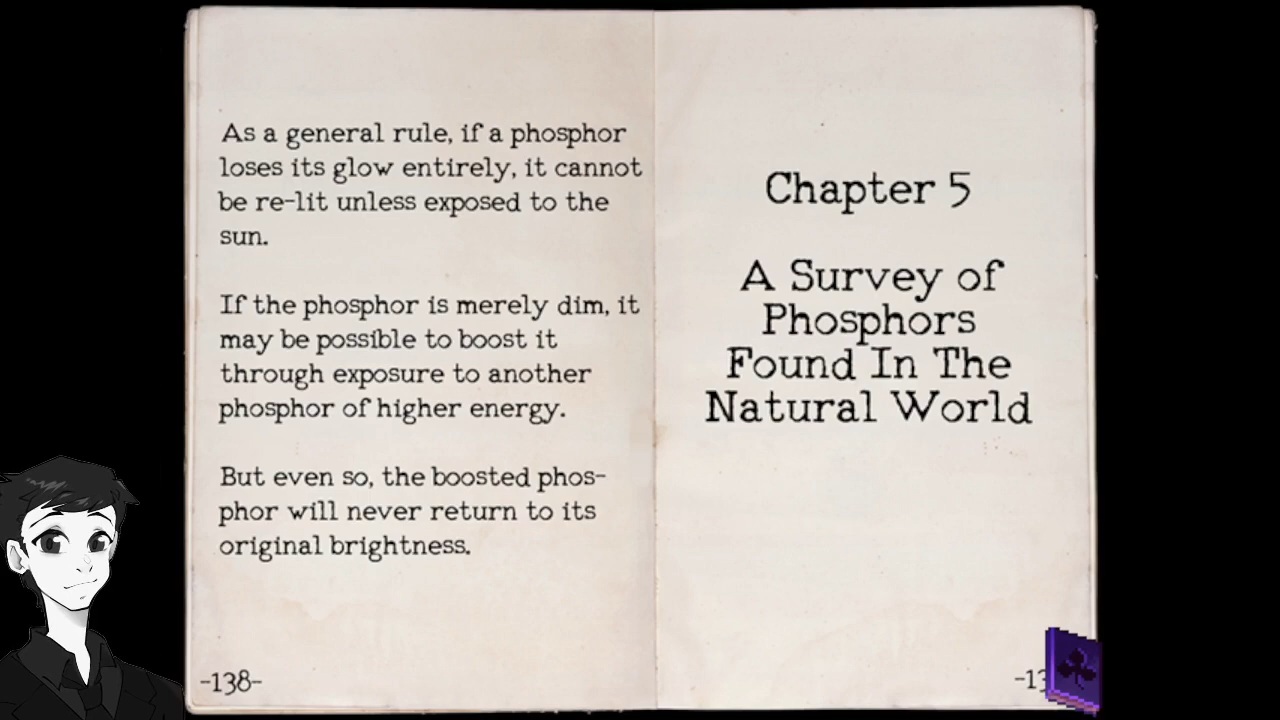 As a general rule, if a phosphor
loses its glow entirely, it cannot
be re-lit unless exposed to the
sun.
If the phosphor is merely dim, it
may be possible to boost it
through exposure to another
phosphor of higher energy.
But even so, the boosted phos-
phor will never return to its
original brightness.
-138-
Chapter 5
A Survey of
Phosphors
Found In The
Natural World